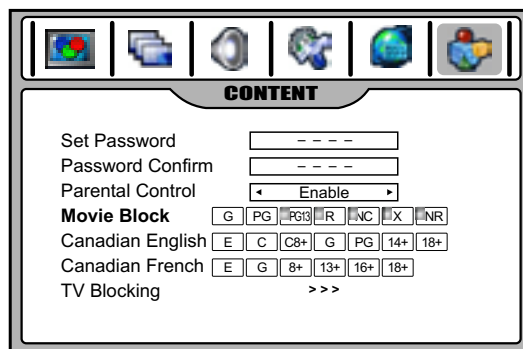 CONTENT
Set Password – – – –
Password Confirm – – – –
Parental Control ◄ Enable ►
Movie Block G PG PG13 R NC X NR
Canadian English E C C8+ G PG 14+ 18+
Canadian French E G 8+ 13+ 16+ 18+
TV Blocking >>>